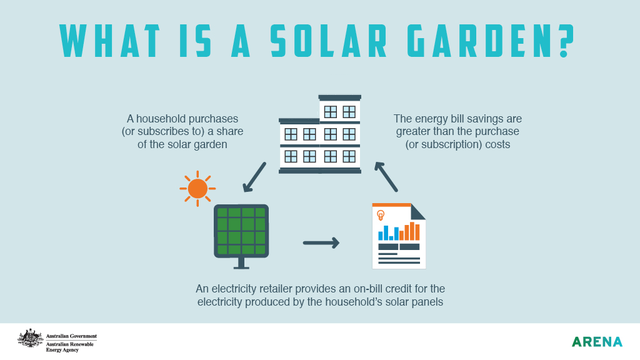 WHAT IS A SOLAR GARDEN?
A household purchases
(or subscribes to) a share
of the solar garden
The energy bill savings are
greater than the purchase
(or subscription) costs
An electricity retailer provides an on-bill credit for the
electricity produced by the household's solar panels
Australian Government
Australian Renewable
Energy Agency
ARENA